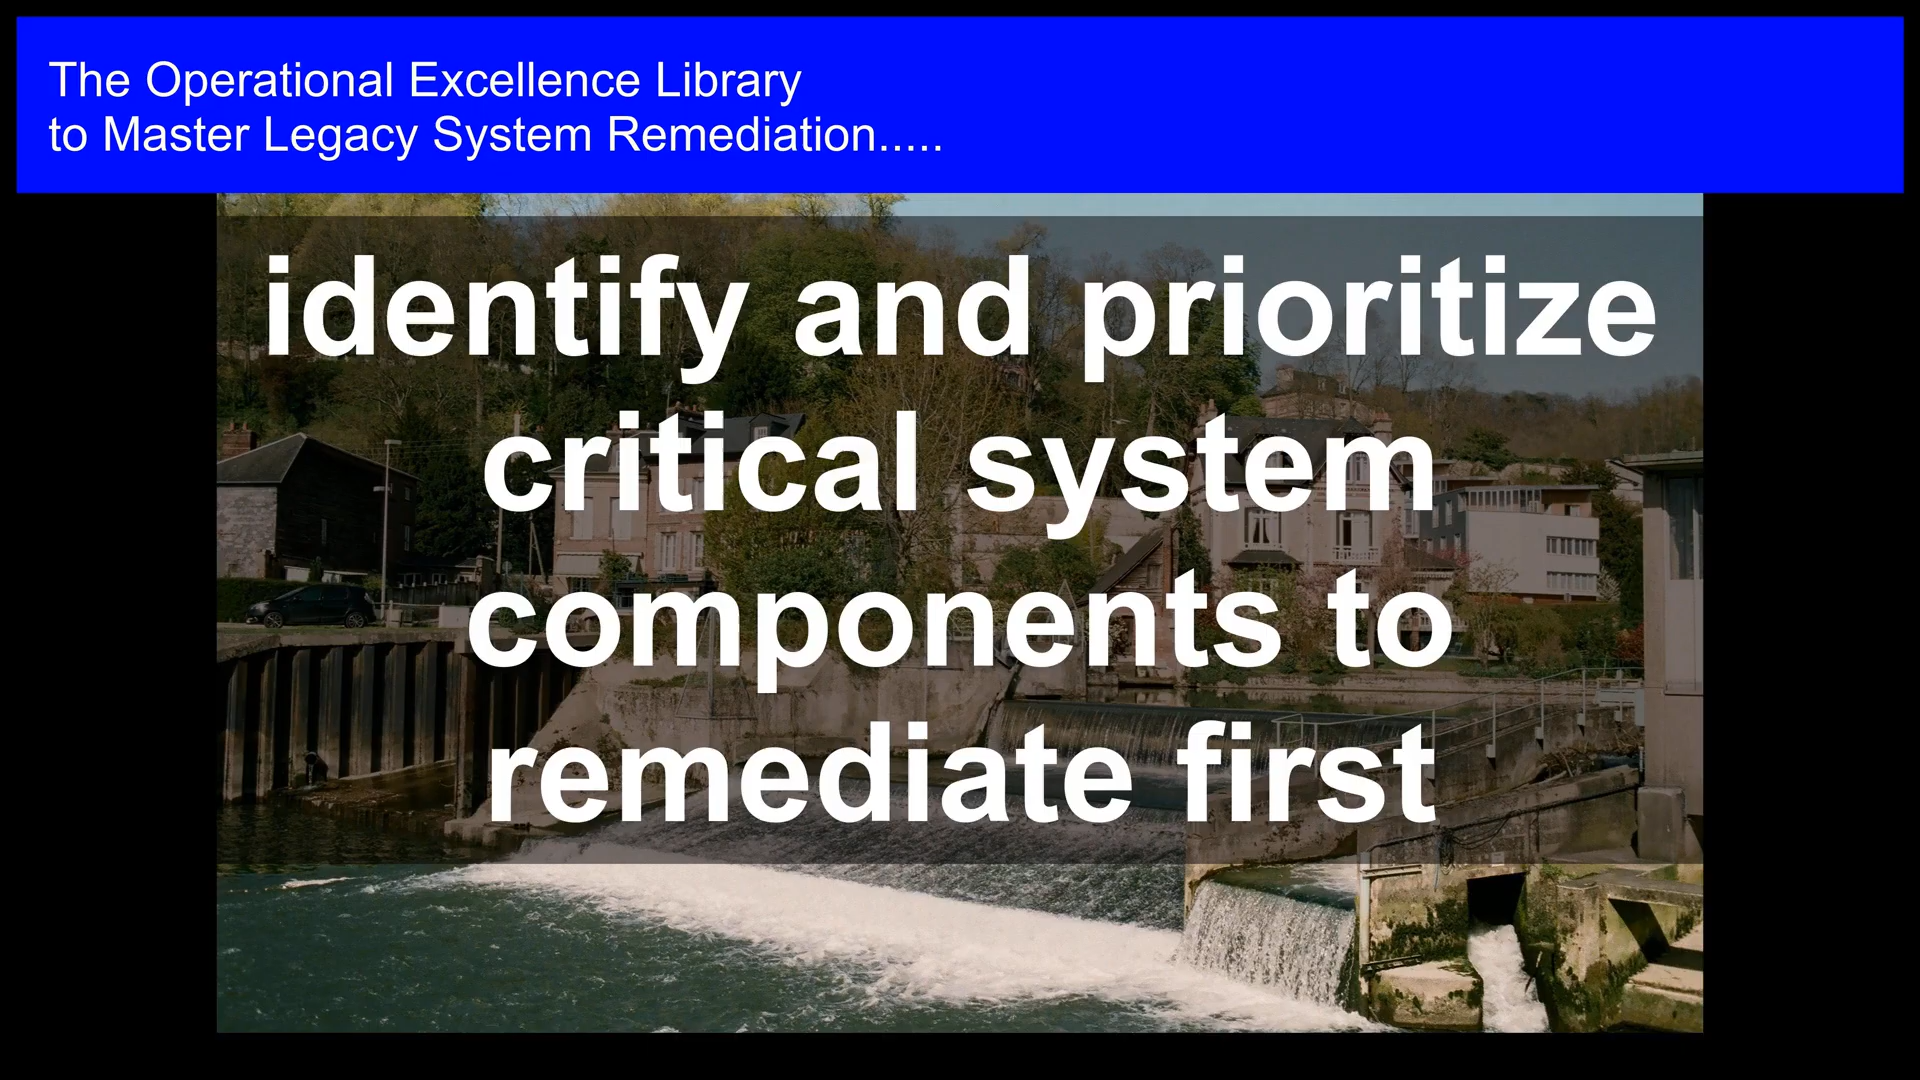 The Operational Excellence Library
to Master Legacy System Remediation.....
identify and prioritize
critical system
components to
remediate first